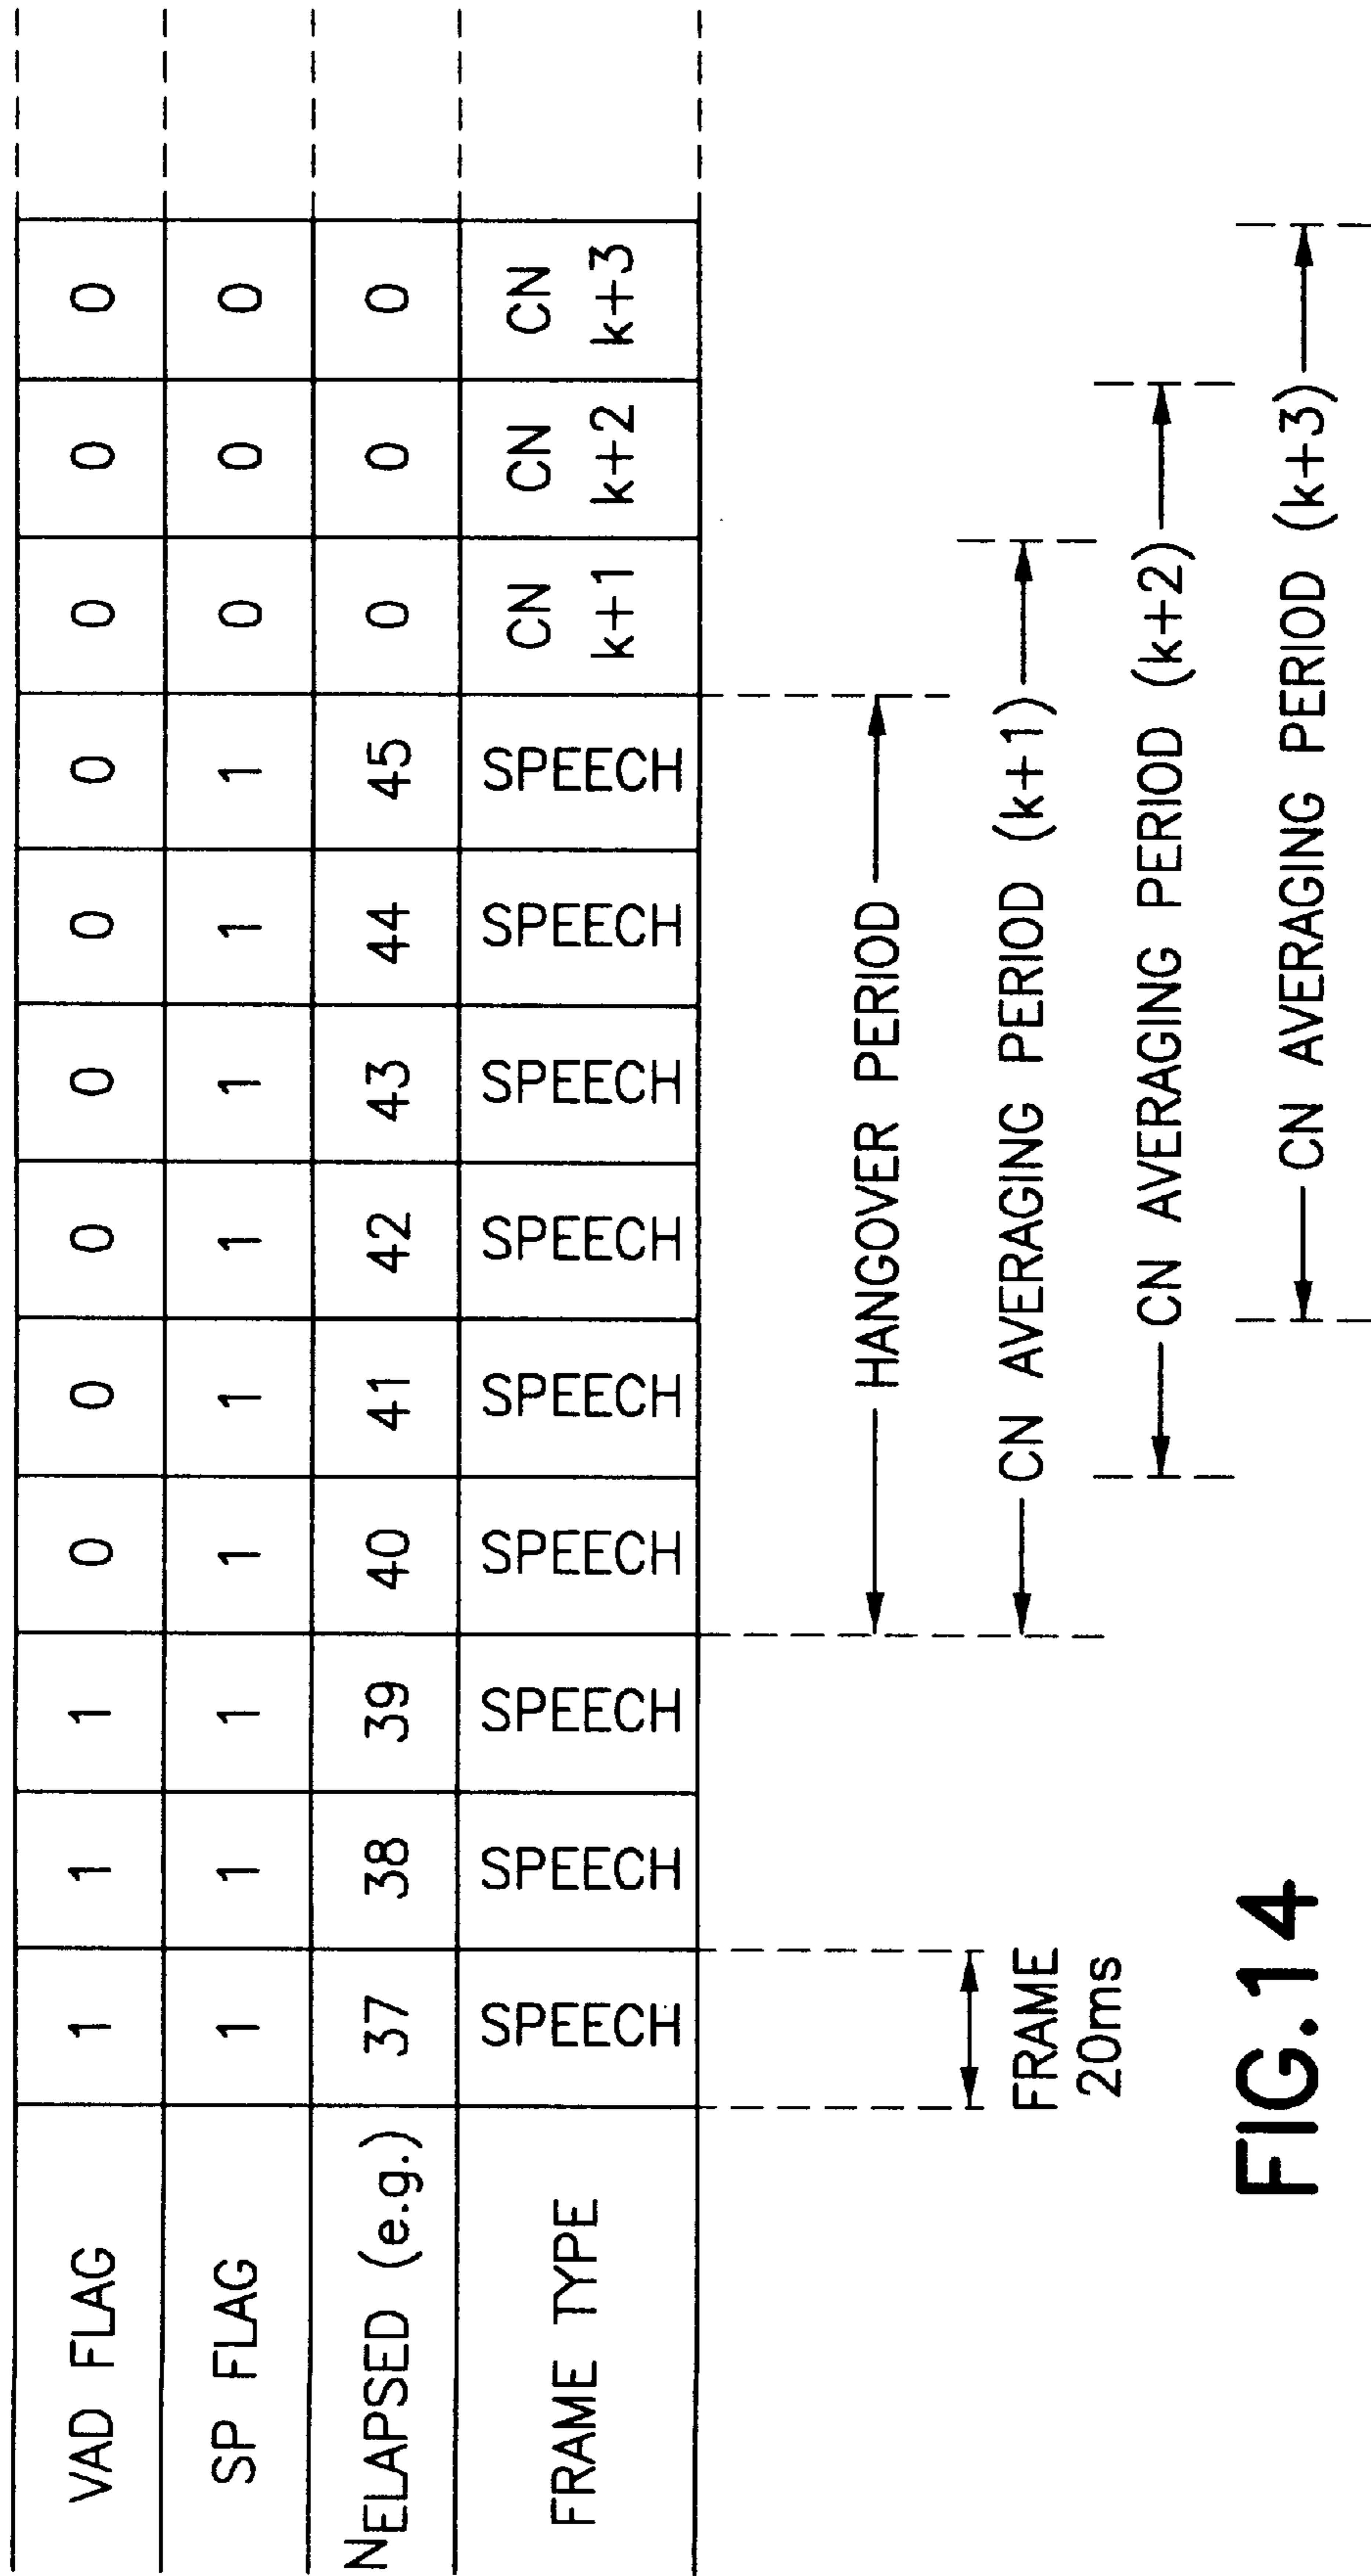 VAD FLAG 1 1 1 0 0 0 0 0 0 0 0 0
SP FLAG 1 1 1 1 1 1 1 1 1 0 0 0
NELAPSED (e.g.) 37 38 39 40 41 42 43 44 45 0 0 0
FRAME TYPE SPEECH SPEECH SPEECH SPEECH SPEECH SPEECH SPEECH SPEECH SPEECH CN CN CN
k+1 k+2 k+3
HANGOVER PERIOD
FRAME
20ms
CN AVERAGING PERIOD (k+1)
CN AVERAGING PERIOD (k+2)
CN AVERAGING PERIOD (k+3)
FIG.14